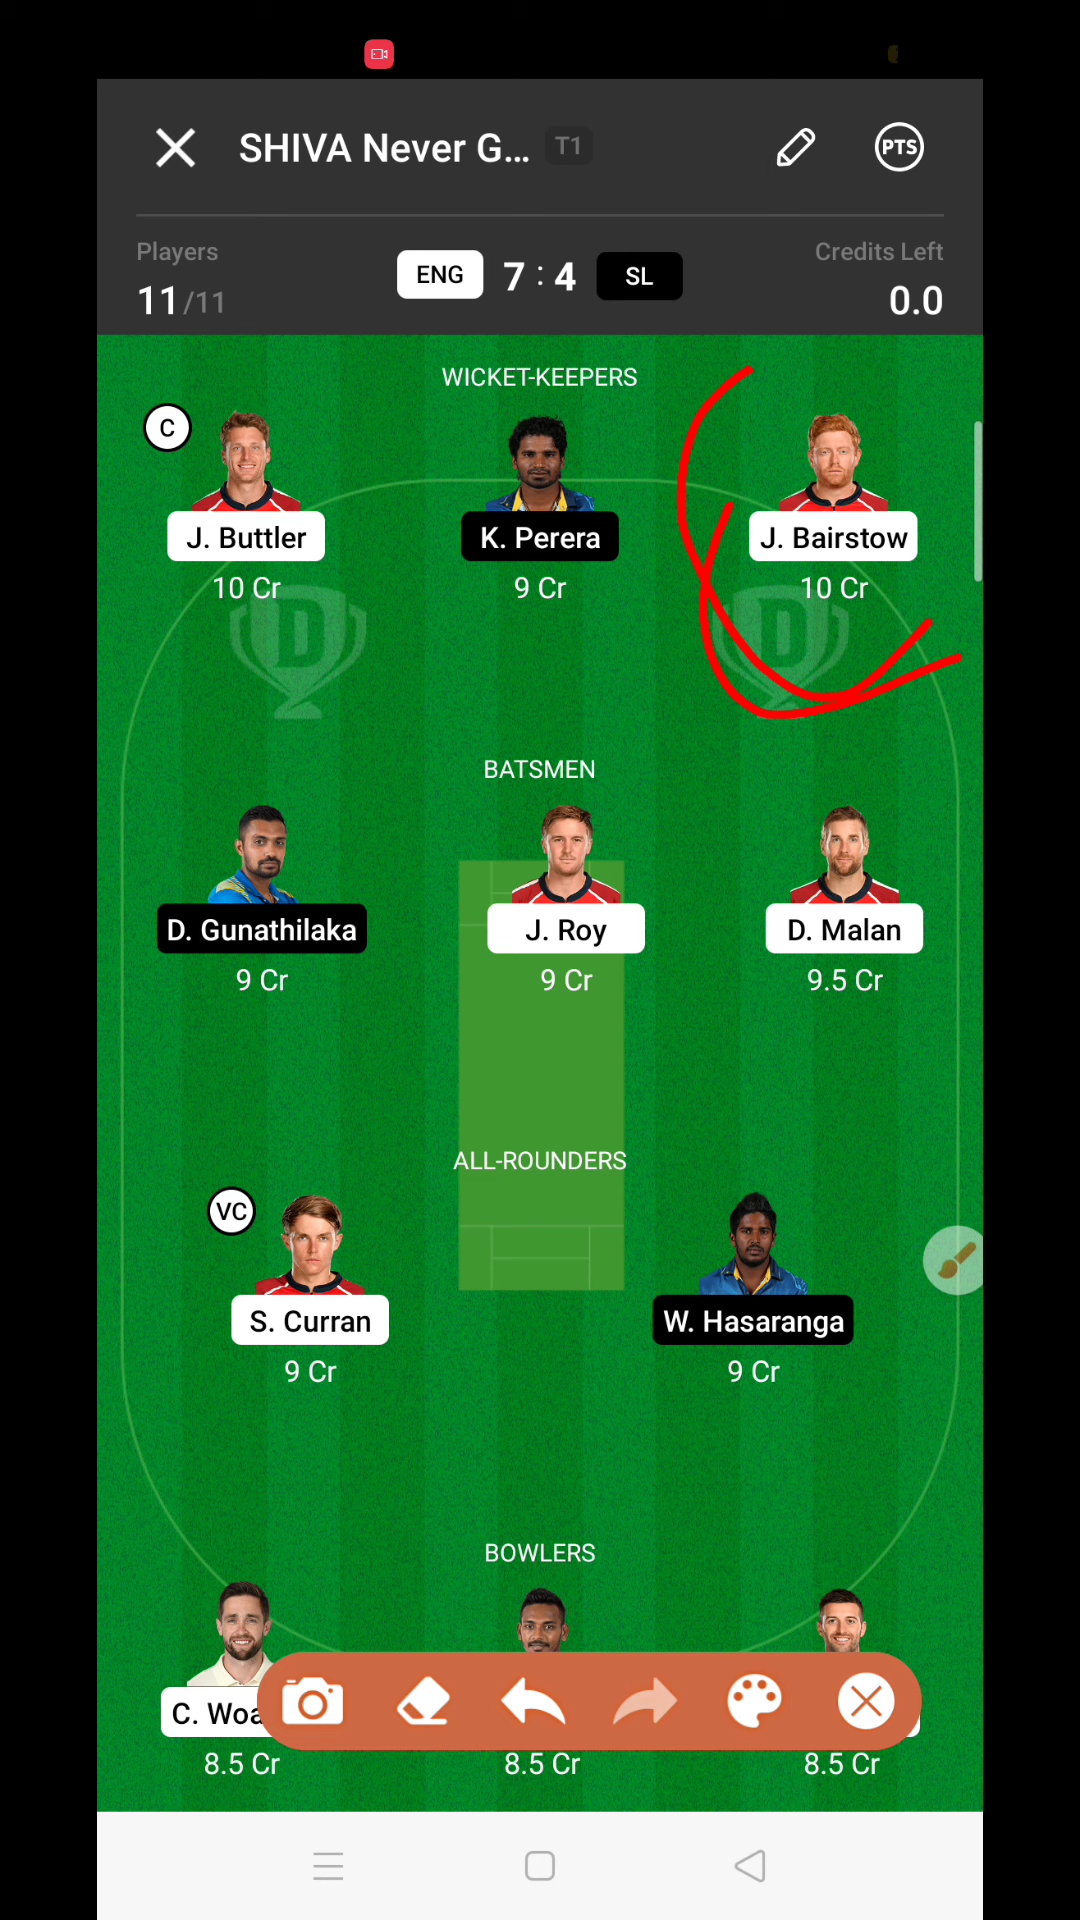 SHIVA Never G... T1
PTS
Players
Credits Left
11/11
ENG 7 : 4 SL
0.0
WICKET-KEEPERS
C
J. Buttler
K. Perera
J. Bairstow
10 Cr
9 Cr
10 Cr
D
D
BATSMEN
D. Gunathilaka
J. Roy
D. Malan
9 Cr
9 Cr
9.5 Cr
ALL-ROUNDERS
VC
S. Curran
W. Hasaranga
9 Cr
9 Cr
BOWLERS
C. Woa
8.5 Cr
8.5 Cr
8.5 Cr